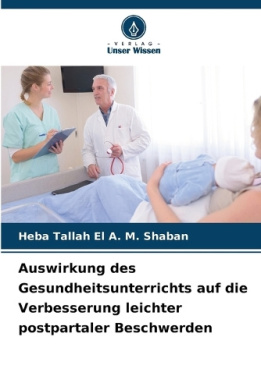 - VERLAG -
Unser Wissen
Heba Tallah El A. M. Shaban
Auswirkung des
Gesundheitsunterrichts auf die
Verbesserung leichter
postpartaler Beschwerden